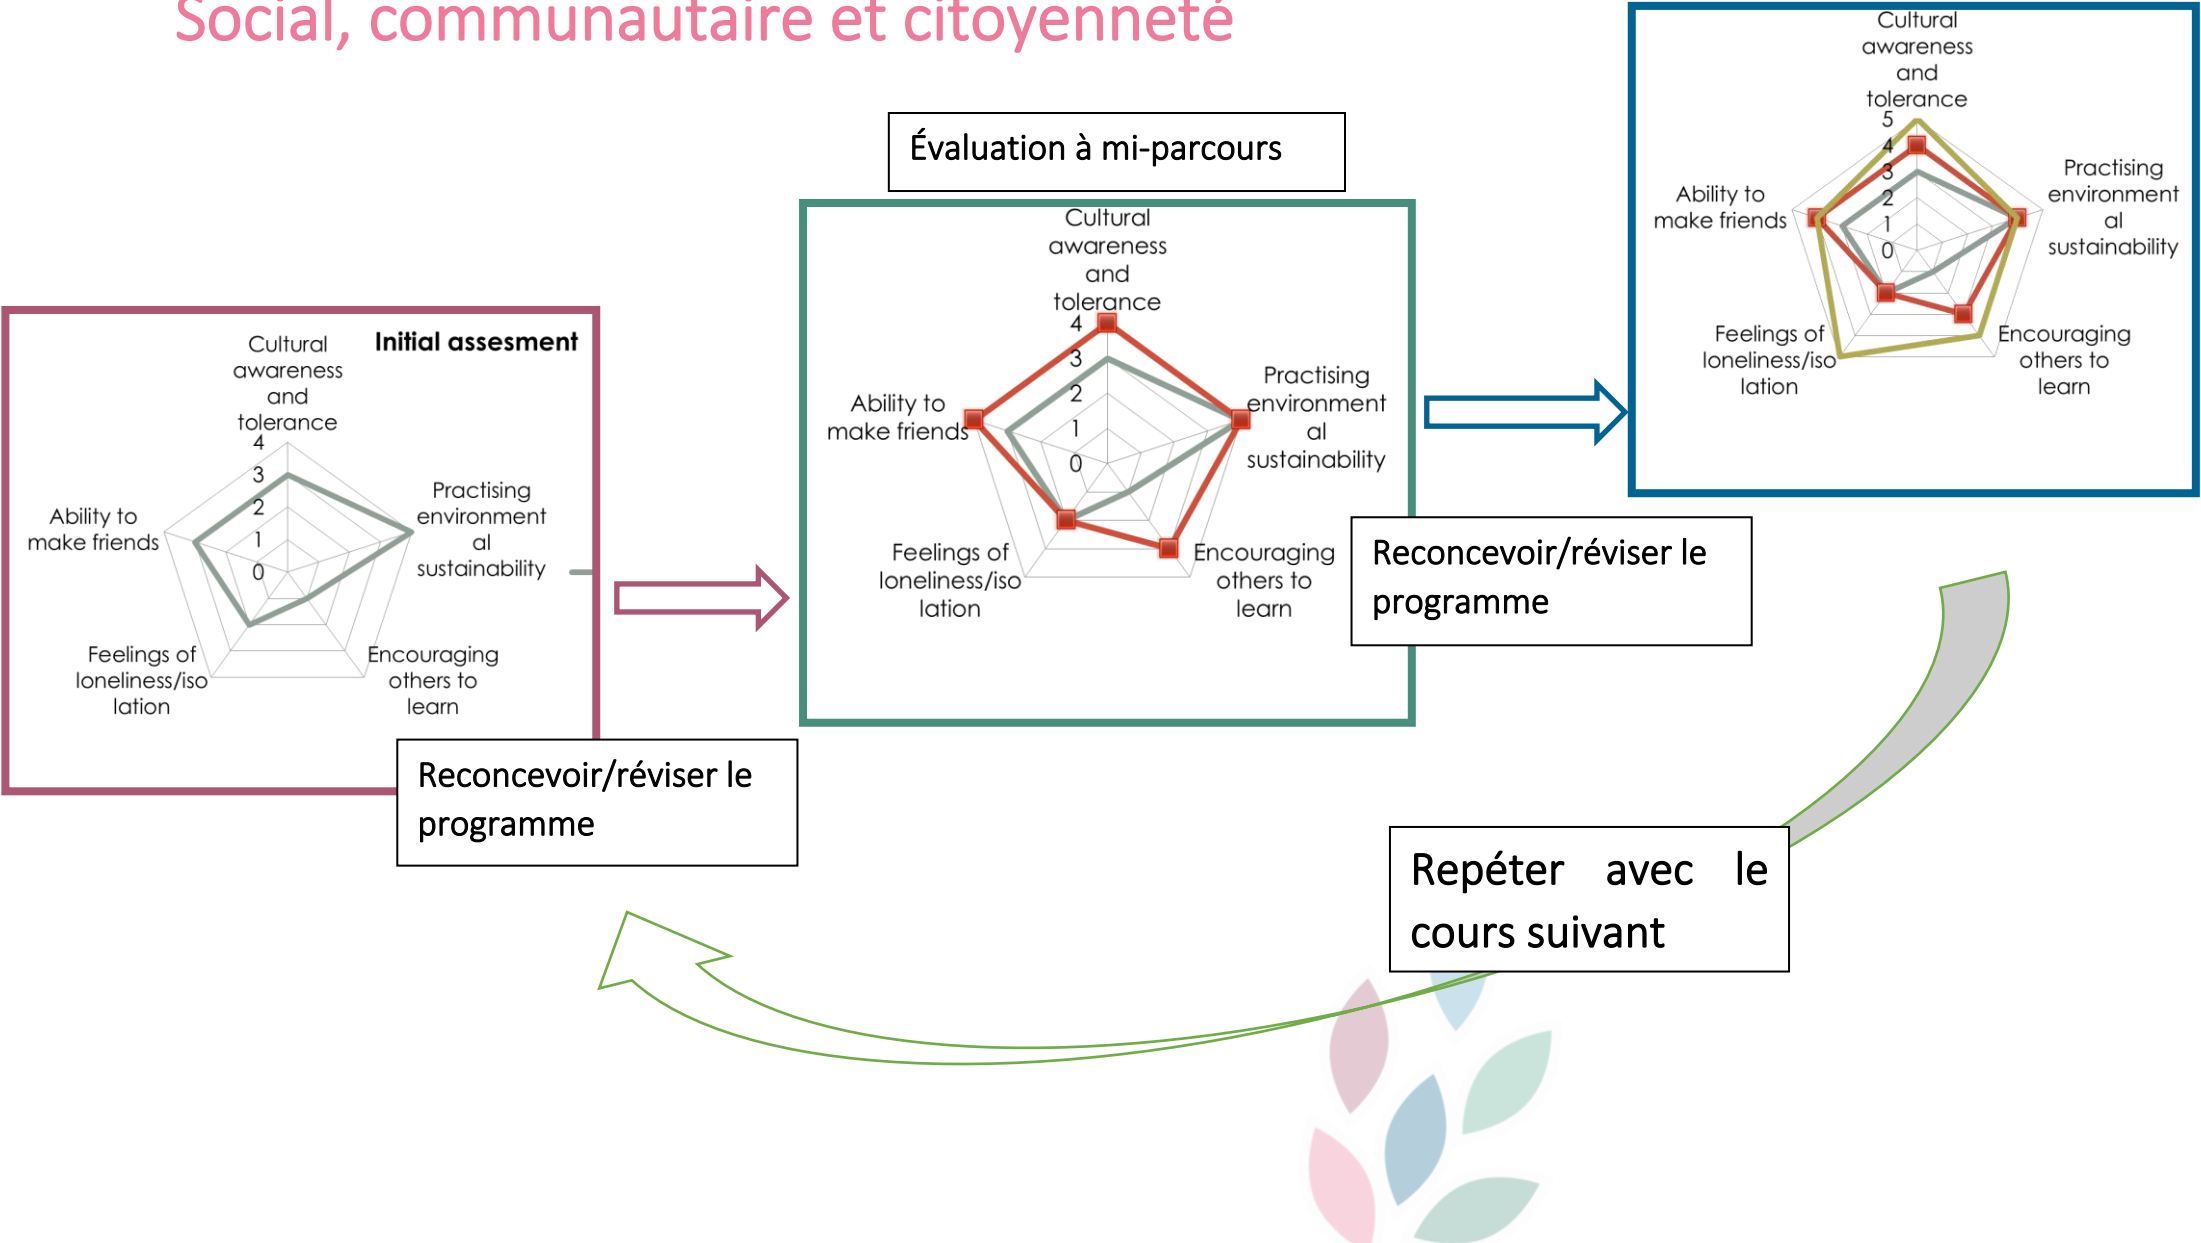 Social, communautaire et citoyenneté
Initial assesment
Cultural
awareness
and
tolerance
4
3
2
1
0
Practising
environment
al
sustainability
Encouraging
others to
learn
Feelings of
loneliness/iso
lation
Ability to
make friends
Reconcevoir/réviser le
programme
Évaluation à mi-parcours
Cultural
awareness
and
tolerance
4
3
2
1
0
Practising
environment
al
sustainability
Encouraging
others to
learn
Feelings of
loneliness/iso
lation
Ability to
make friends
Reconcevoir/réviser le
programme
Cultural
awareness
and
tolerance
5
4
3
2
1
0
Practising
environment
al
sustainability
Encouraging
others to
learn
Feelings of
loneliness/iso
lation
Ability to
make friends
Repéter avec le
cours suivant